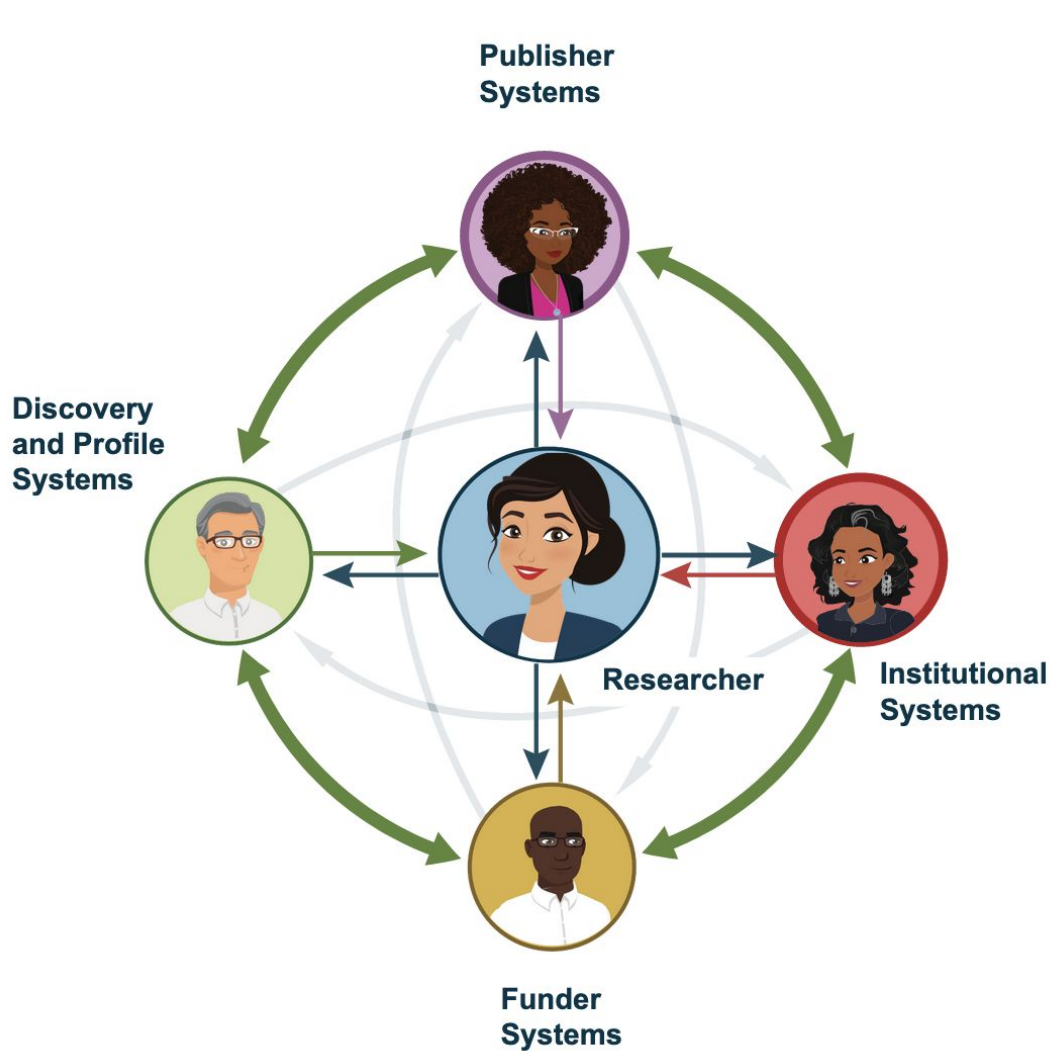 Publisher
Systems
Discovery
and Profile
Systems
Researcher
Institutional
Systems
Funder
Systems